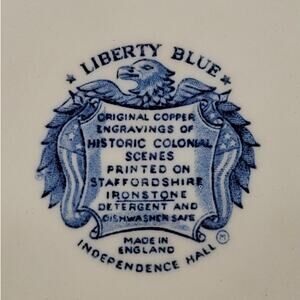 ★ LIBERTY BLUE ★
ORIGINAL COPPER
ENGRAVINGS OF
HISTORIC COLONIAL
SCENES
PRINTED ON
STAFFORDSHIRE
IRONSTONE
DETERGENT AND
DISHWASHER SAFE
MADE IN
ENGLAND
INDEPENDENCE HALL Ⓜ